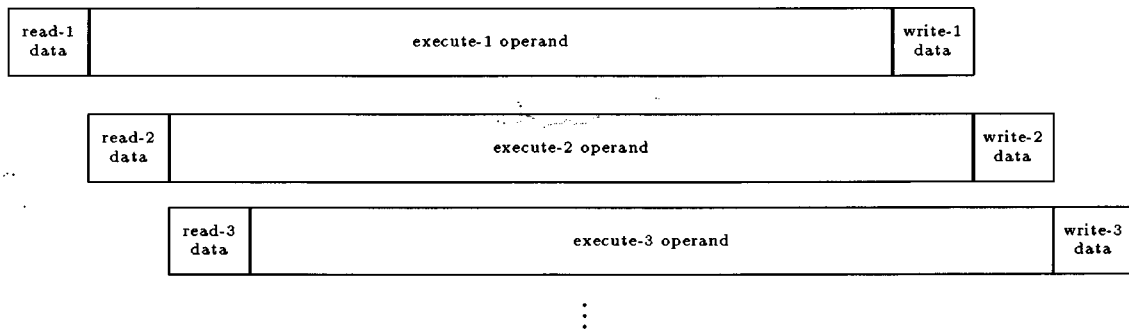 read-1 data
execute-1 operand
write-1 data
read-2 data
execute-2 operand
write-2 data
read-3 data
execute-3 operand
write-3 data